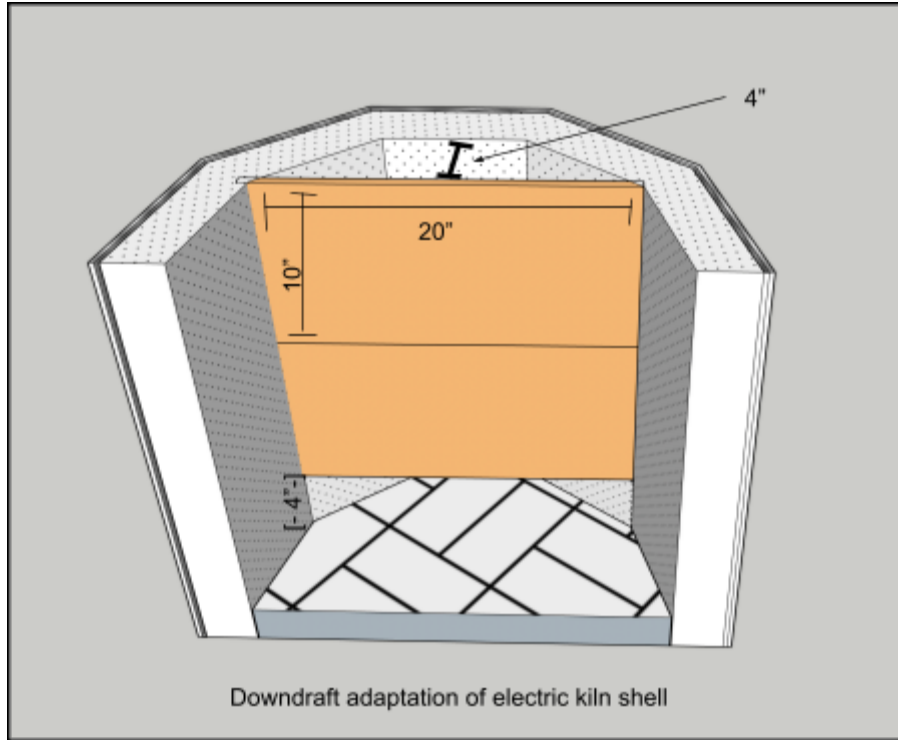 4”
20”
10”
- 4” -
Downdraft adaptation of electric kiln shell